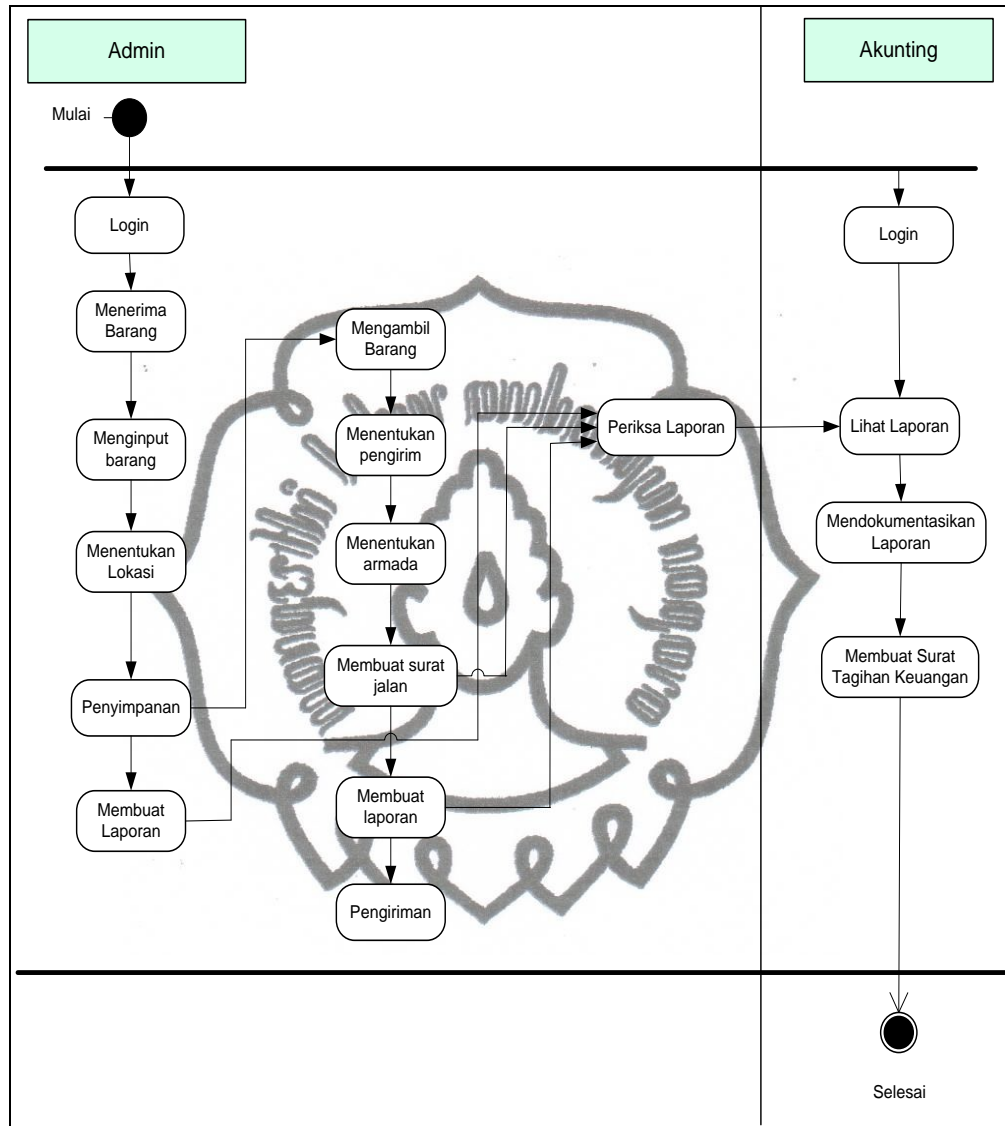 Admin
Akunting
Mulai
Login
Login
Menerima
Barang
Mengambil
Barang
Menginput
barang
Menentukan
pengirim
Periksa Laporan
Lihat Laporan
Menentukan
Lokasi
Menentukan
armada
Mendokumentasikan
Laporan
Membuat surat
jalan
Membuat Surat
Tagihan Keuangan
Penyimpanan
Membuat
Laporan
Membuat
laporan
Pengiriman
Selesai